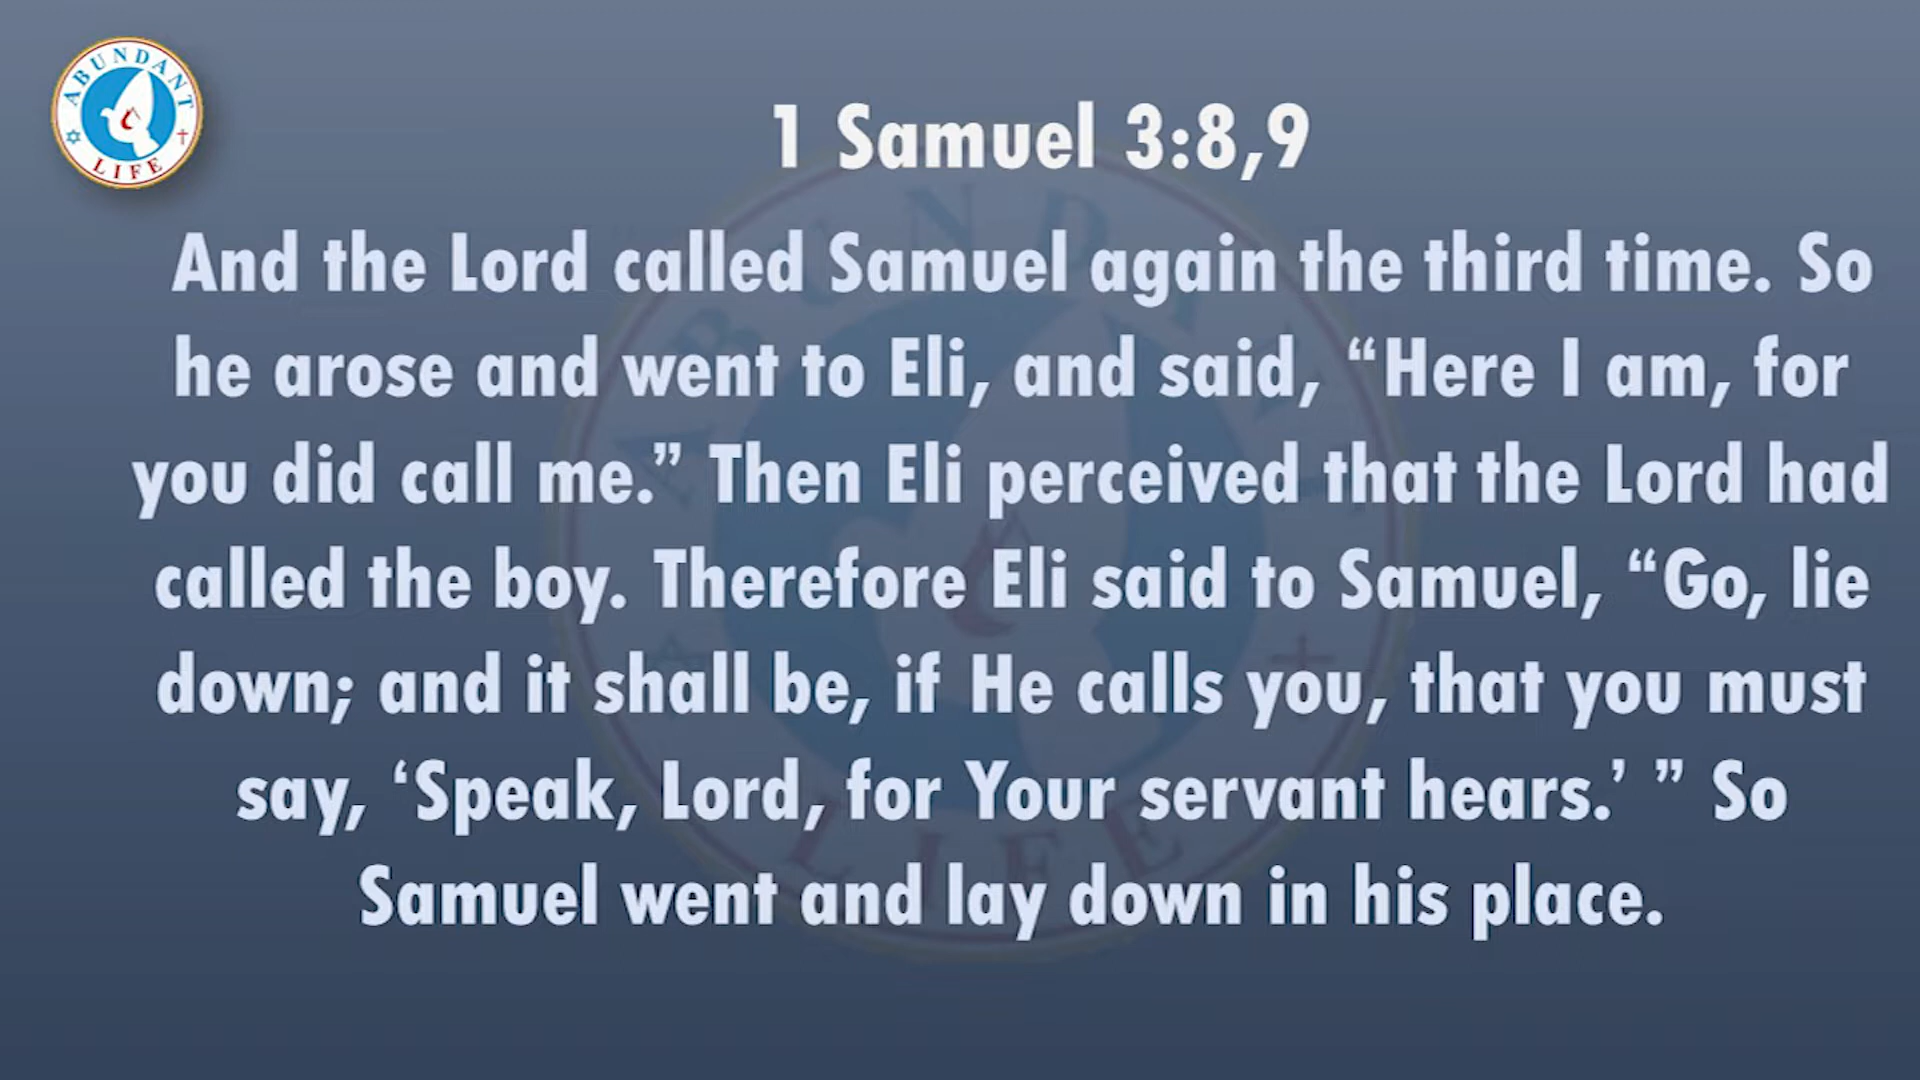 ABUNDANT
LIFE
1 Samuel 3:8,9
And the Lord called Samuel again the third time. So
he arose and went to Eli, and said, “Here I am, for
you did call me.” Then Eli perceived that the Lord had
called the boy. Therefore Eli said to Samuel, “Go, lie
down; and it shall be, if He calls you, that you must
say, ‘Speak, Lord, for Your servant hears.’ ” So
Samuel went and lay down in his place.
ABUNDANT
LIFE